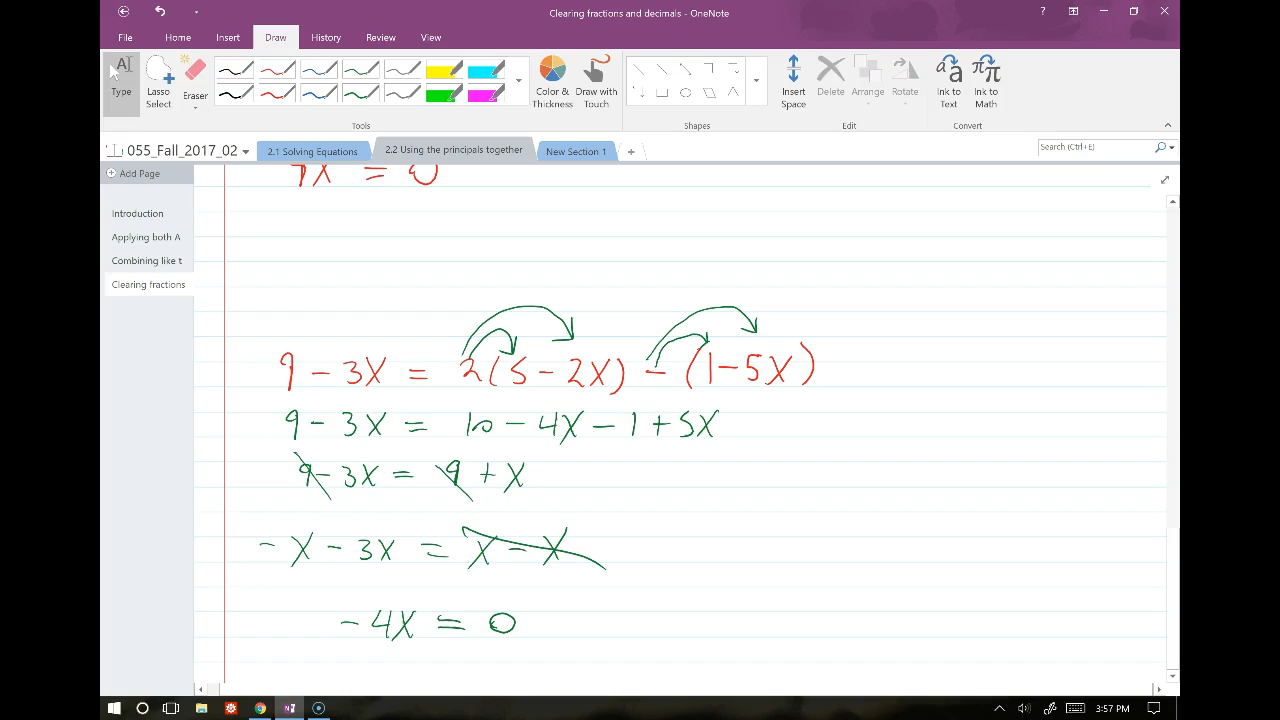 Clearing fractions and decimals - OneNote
File Home Insert Draw History Review View
Type
Lasso Select
Eraser
Color & Thickness
Draw with Touch
Insert Space
Delete
Arrange
Rotate
Ink to Text
Ink to Math
Tools Shapes Edit Convert
055_Fall_2017_02 2.1 Solving Equations 2.2 Using the principals together New Section 1 Search (Ctrl+E)
Add Page
Introduction
Applying both A
Combining like t
Clearing fractions
9 - 3X = 2(5 - 2X) - (1 - 5X)
9 - 3X = 10 - 4X - 1 + 5X
9 - 3X = 9 + X
- X - 3X = X - X
- 4X = 0
3:57 PM